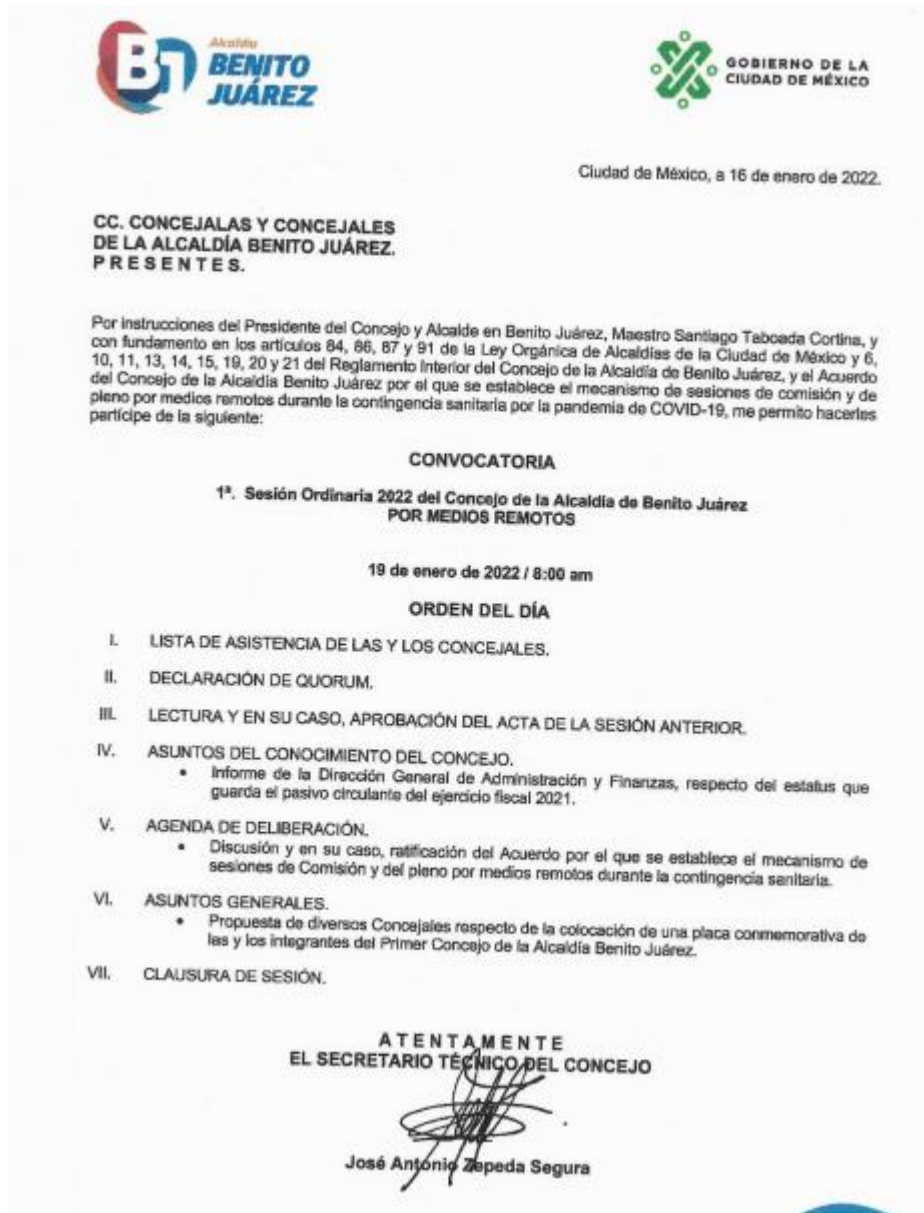 Alcaldía
BENITO
JUÁREZ
GOBIERNO DE LA
CIUDAD DE MÉXICO
Ciudad de México, a 16 de enero de 2022.
CC. CONCEJALAS Y CONCEJALES
DE LA ALCALDÍA BENITO JUÁREZ.
P R E S E N T E S.
Por instrucciones del Presidente del Concejo y Alcalde en Benito Juárez, Maestro Santiago Taboada Cortina, y
con fundamento en los artículos 84, 86, 87 y 91 de la Ley Orgánica de Alcaldías de la Ciudad de México y 6,
10, 11, 13, 14, 15, 19, 20 y 21 del Reglamento Interior del Concejo de la Alcaldía de Benito Juárez, y el Acuerdo
del Concejo de la Alcaldía Benito Juárez por el que se establece el mecanismo de sesiones de comisión y de
pleno por medios remotos durante la contingencia sanitaria por la pandemia de COVID-19, me permito hacerles
partícipe de la siguiente:
CONVOCATORIA
1ª. Sesión Ordinaria 2022 del Concejo de la Alcaldía de Benito Juárez
POR MEDIOS REMOTOS
19 de enero de 2022 / 8:00 am
ORDEN DEL DÍA
I. LISTA DE ASISTENCIA DE LAS Y LOS CONCEJALES.
II. DECLARACIÓN DE QUORUM.
III. LECTURA Y EN SU CASO, APROBACIÓN DEL ACTA DE LA SESIÓN ANTERIOR.
IV. ASUNTOS DEL CONOCIMIENTO DEL CONCEJO.
• Informe de la Dirección General de Administración y Finanzas, respecto del estatus que
guarda el pasivo circulante del ejercicio fiscal 2021.
V. AGENDA DE DELIBERACIÓN.
• Discusión y en su caso, ratificación del Acuerdo por el que se establece el mecanismo de
sesiones de Comisión y del pleno por medios remotos durante la contingencia sanitaria.
VI. ASUNTOS GENERALES.
• Propuesta de diversos Concejales respecto de la colocación de una placa conmemorativa de
las y los integrantes del Primer Concejo de la Alcaldía Benito Juárez.
VII. CLAUSURA DE SESIÓN.
A T E N T A M E N T E
EL SECRETARIO TÉCNICO DEL CONCEJO
José Antonio Zepeda Segura